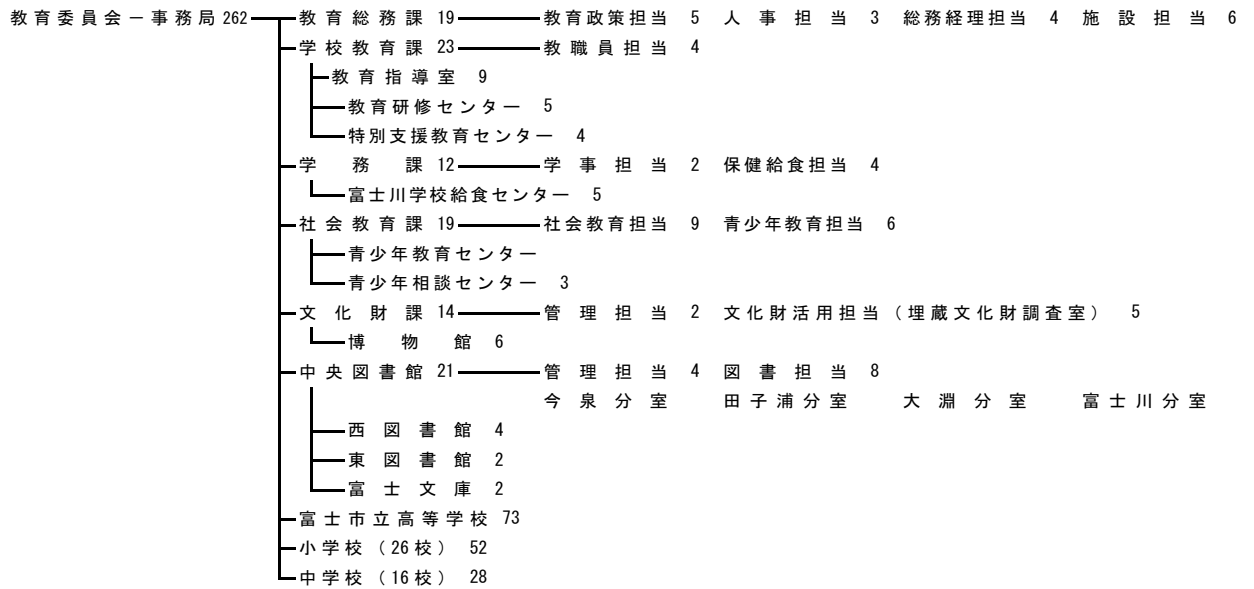 教育委員会－事務局 262 教育総務課 19 教育政策担当 5 人事担当 3 総務経理担当 4 施設担当 6
学校教育課 23 教職員担当 4
教育指導室 9
教育研修センター 5
特別支援教育センター 4
学務課 12 学事担当 2 保健給食担当 4
富士川学校給食センター 5
社会教育課 19 社会教育担当 9 青少年教育担当 6
青少年教育センター
青少年相談センター 3
文化財課 14 管理担当 2 文化財活用担当（埋蔵文化財調査室） 5
博物館 6
中央図書館 21 管理担当 4 図書担当 8
今泉分室 田子浦分室 大淵分室 富士川分室
西図書館 4
東図書館 2
富士文庫 2
富士市立高等学校 73
小学校（26校） 52
中学校（16校） 28